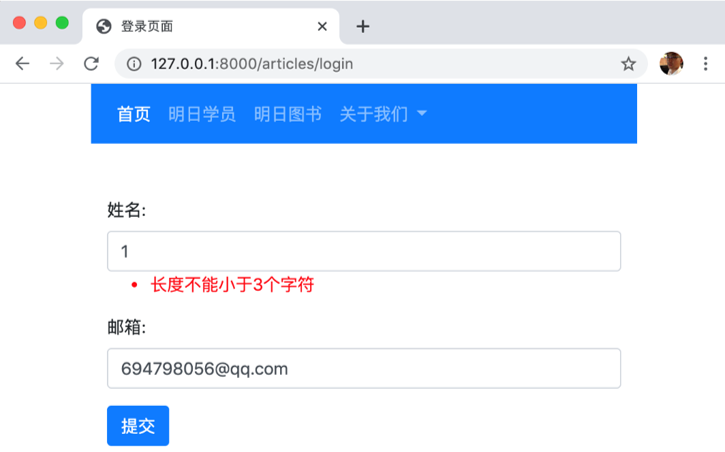 登录页面
127.0.0.1:8000/articles/login
首页 明日学员 明日图书 关于我们
姓名:
1
• 长度不能小于3个字符
邮箱:
694798056@qq.com
提交